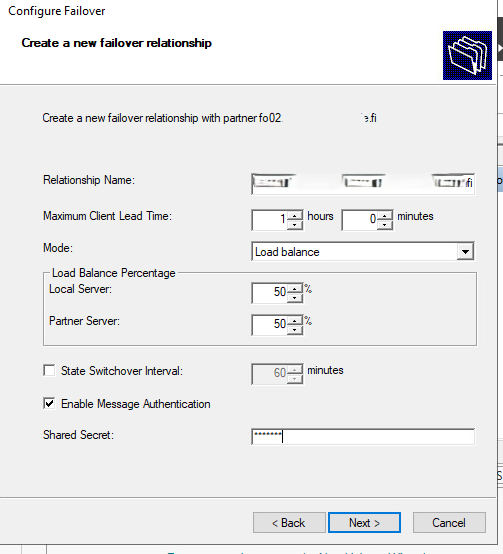 Configure Failover
Create a new failover relationship
Create a new failover relationship with partner fo02 .fi
Relationship Name: fi
Maximum Client Lead Time: 1 hours 0 minutes
Mode: Load balance
Load Balance Percentage
Local Server: 50 %
Partner Server: 50 %
State Switchover Interval: 60 minutes
Enable Message Authentication
Shared Secret: *******
< Back Next > Cancel